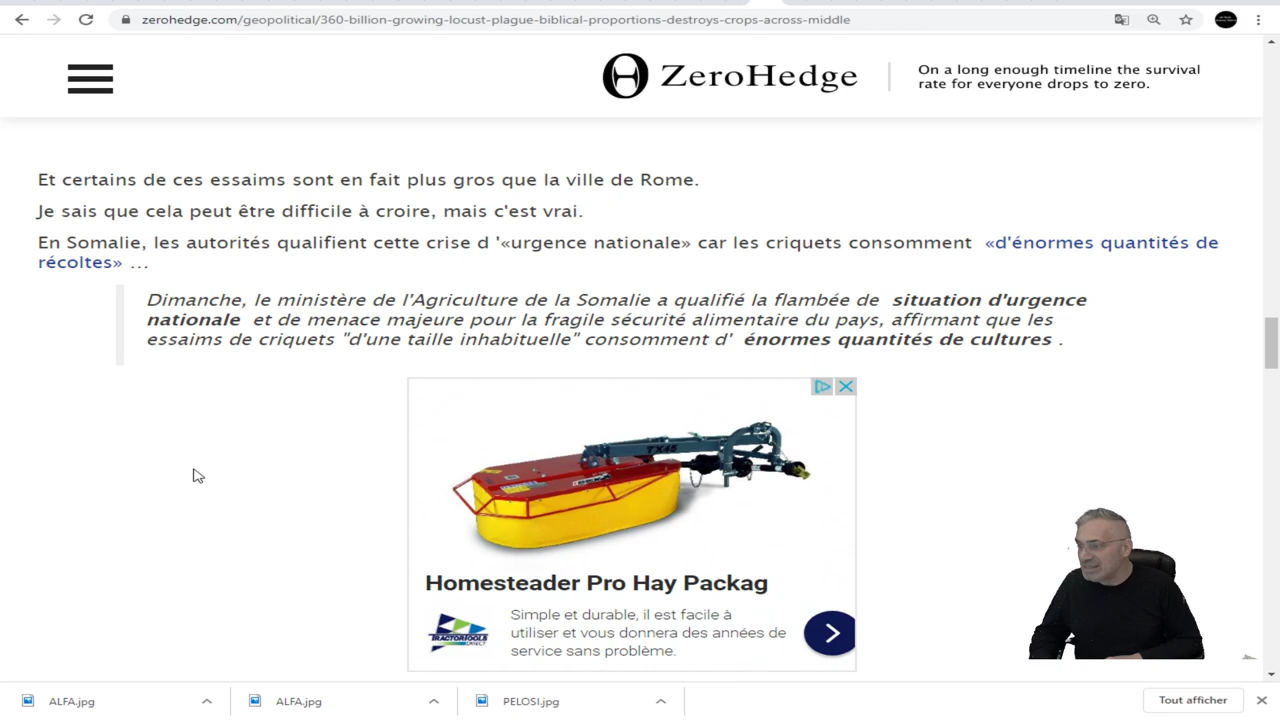 zerohedge.com/geopolitical/360-billion-growing-locust-plague-biblical-proportions-destroys-crops-across-middle
ZeroHedge
On a long enough timeline the survival
rate for everyone drops to zero.
Et certains de ces essaims sont en fait plus gros que la ville de Rome.
Je sais que cela peut être difficile à croire, mais c'est vrai.
En Somalie, les autorités qualifient cette crise d '«urgence nationale» car les criquets consomment «d'énormes quantités de
récoltes» ...
Dimanche, le ministère de l'Agriculture de la Somalie a qualifié la flambée de situation d'urgence
nationale et de menace majeure pour la fragile sécurité alimentaire du pays, affirmant que les
essaims de criquets "d'une taille inhabituelle" consomment d' énormes quantités de cultures .
TX45
Homesteader Pro Hay Packag
TRACTORTOOLS
DIRECT
Simple et durable, il est facile à
utiliser et vous donnera des années de
service sans problème.
ALFA.jpg
ALFA.jpg
PELOSI.jpg
Tout afficher